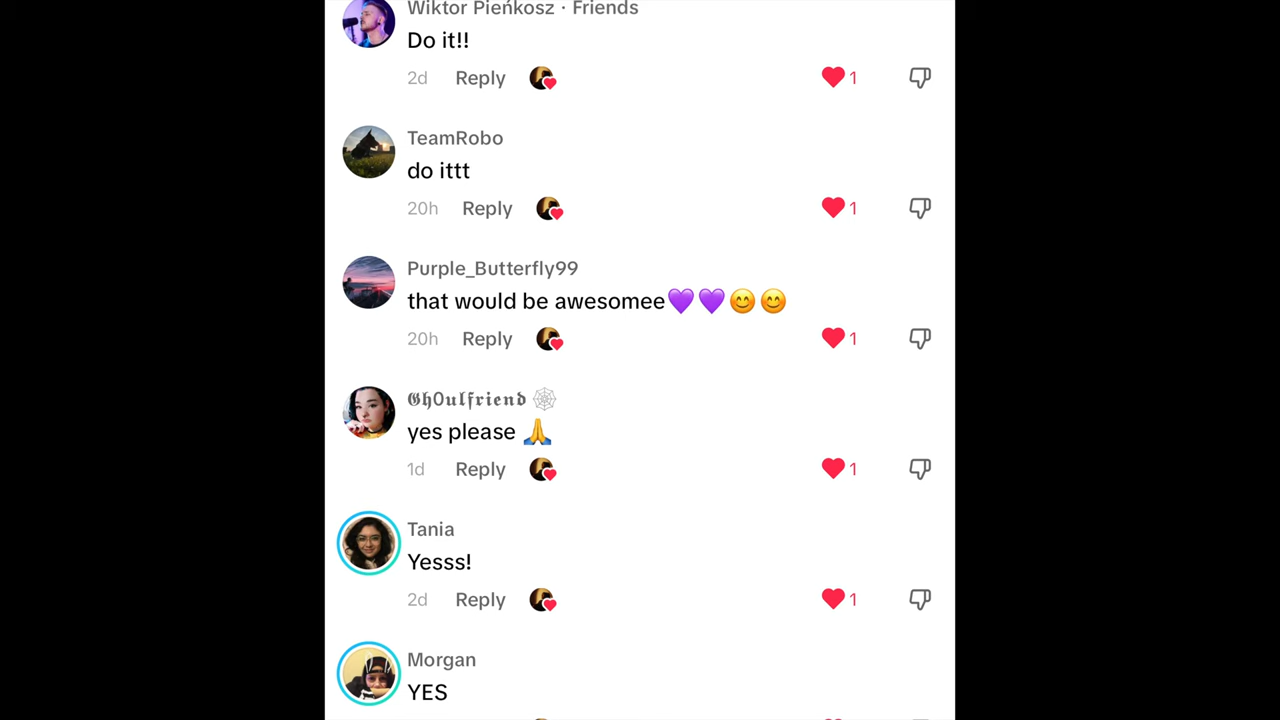 Wiktor Pieńkosz · Friends
Do it!!
2d Reply 1
TeamRobo
do ittt
20h Reply 1
Purple_Butterfly99
that would be awesomee💜💜😊😊
20h Reply 1
𝕲𝖍0𝖚𝖑𝖋𝖗𝖎𝖊𝖓𝖉 🕸
yes please 🙏
1d Reply 1
Tania
Yesss!
2d Reply 1
Morgan
YES